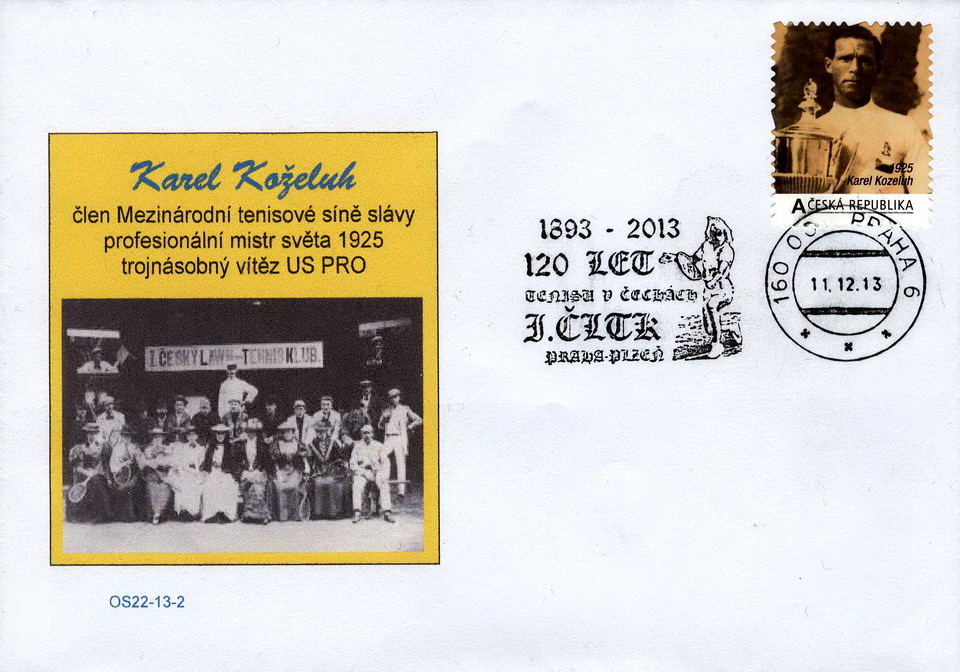 Karel Koželuh
člen Mezinárodní tenisové síně slávy
profesionální mistr světa 1925
trojnásobný vítěz US PRO
I. ČESKÝ LAWN-TENNIS KLUB.
OS22-13-2
1893 - 2013
120 LET
TENISU V ČECHÁCH
I.ČLTK
PRAHA-PLZEŇ
1925
Karel Kozeluh
A ČESKÁ REPUBLIKA
160 00 PRAHA 6
11.12.13